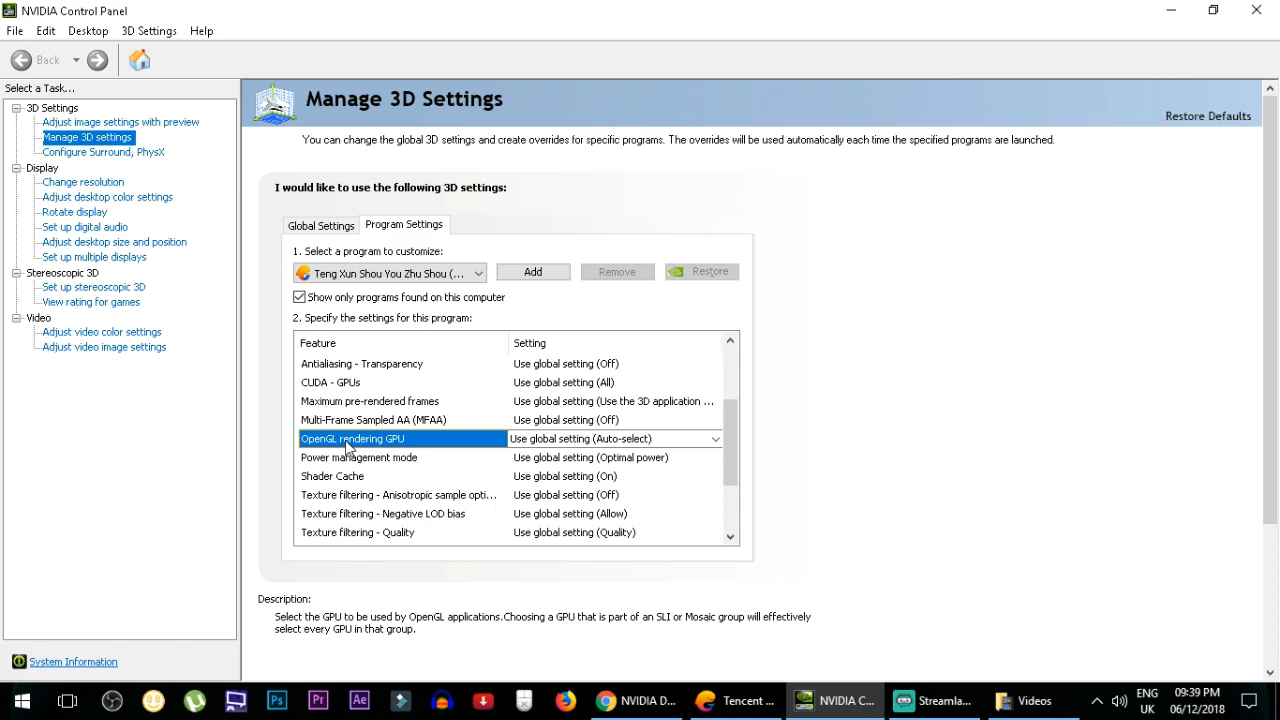 NVIDIA Control Panel
File Edit Desktop 3D Settings Help
Back
Select a Task...
3D Settings
Adjust image settings with preview
Manage 3D settings
Configure Surround, PhysX
Display
Change resolution
Adjust desktop color settings
Rotate display
Set up digital audio
Adjust desktop size and position
Set up multiple displays
Stereoscopic 3D
Set up stereoscopic 3D
View rating for games
Video
Adjust video color settings
Adjust video image settings
System Information
Manage 3D Settings
Restore Defaults
You can change the global 3D settings and create overrides for specific programs. The overrides will be used automatically each time the specified programs are launched.
I would like to use the following 3D settings:
Global Settings Program Settings
1. Select a program to customize:
Teng Xun Shou You Zhu Shou (... Add Remove Restore
Show only programs found on this computer
2. Specify the settings for this program:
Feature Setting
Antialiasing - Transparency Use global setting (Off)
CUDA - GPUs Use global setting (All)
Maximum pre-rendered frames Use global setting (Use the 3D application ...
Multi-Frame Sampled AA (MFAA) Use global setting (Off)
OpenGL rendering GPU Use global setting (Auto-select)
Power management mode Use global setting (Optimal power)
Shader Cache Use global setting (On)
Texture filtering - Anisotropic sample opti... Use global setting (Off)
Texture filtering - Negative LOD bias Use global setting (Allow)
Texture filtering - Quality Use global setting (Quality)
Description:
Select the GPU to be used by OpenGL applications.Choosing a GPU that is part of an SLI or Mosaic group will effectively
select every GPU in that group.
Ps Pr Ae NVIDIA D... Tencent ... NVIDIA C... Streamla... Videos
ENG
UK
09:39 PM
06/12/2018